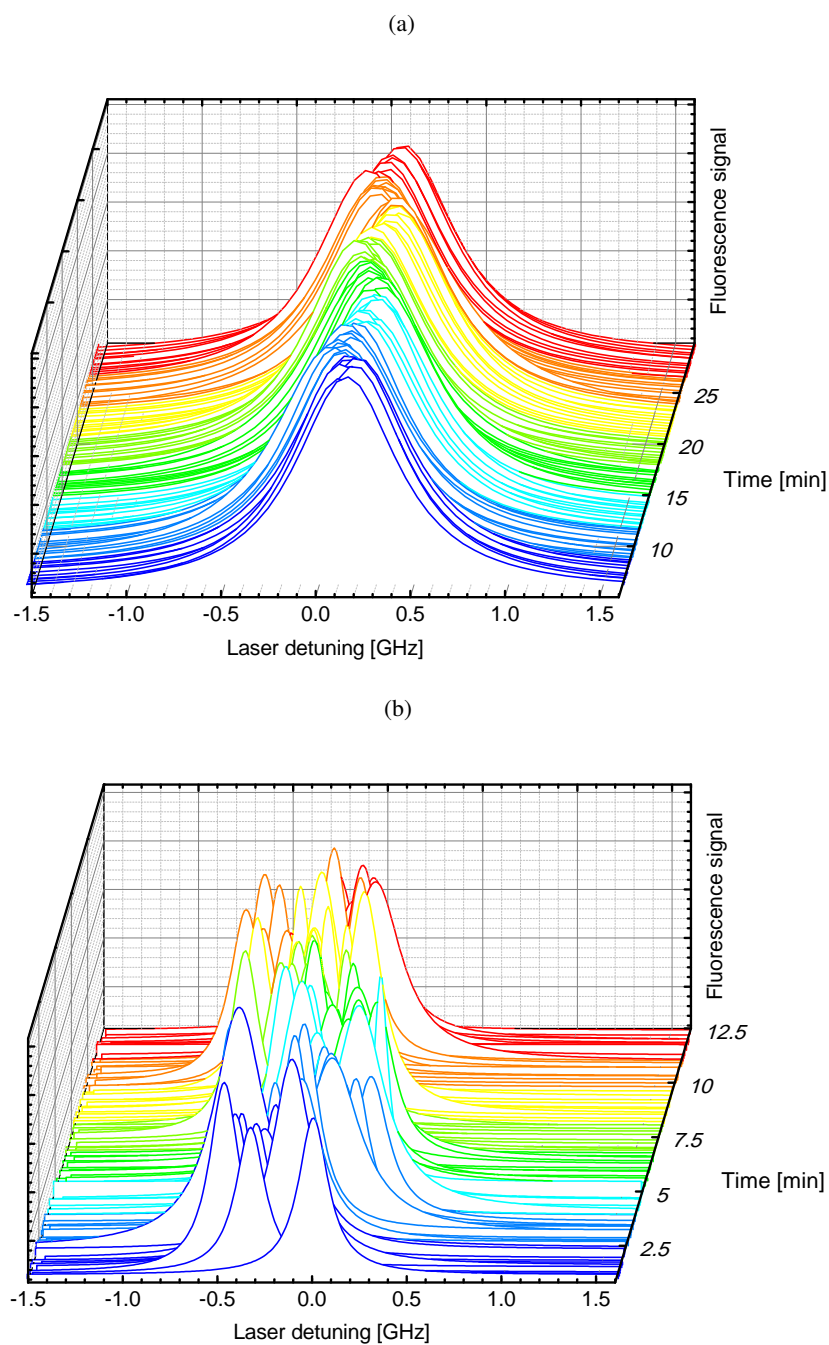 (a)
Fluorescence signal
25
20
Time [min]
15
10
-1.5 -1.0 -0.5 0.0 0.5 1.0 1.5
Laser detuning [GHz]
(b)
Fluorescence signal
12.5
10
7.5
Time [min]
5
2.5
-1.5 -1.0 -0.5 0.0 0.5 1.0 1.5
Laser detuning [GHz]